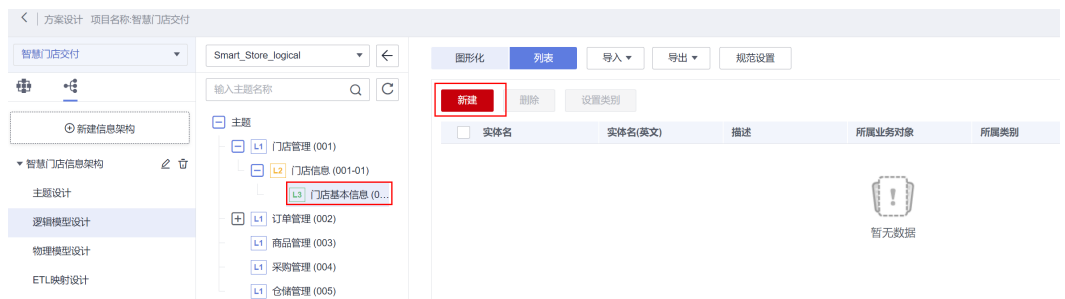 方案设计 项目名称:智慧门店交付
智慧门店交付
新建信息架构
智慧门店信息架构
主题设计
逻辑模型设计
物理模型设计
ETL映射设计
Smart_Store_logical
输入主题名称
主题
L1 门店管理 (001)
L2 门店信息 (001-01)
L3 门店基本信息 (0...
L1 订单管理 (002)
L1 商品管理 (003)
L1 采购管理 (004)
L1 仓储管理 (005)
图形化 列表 导入 导出 规范设置
新建 删除 设置类别
实体名 实体名(英文) 描述 所属业务对象 所属类别
暂无数据